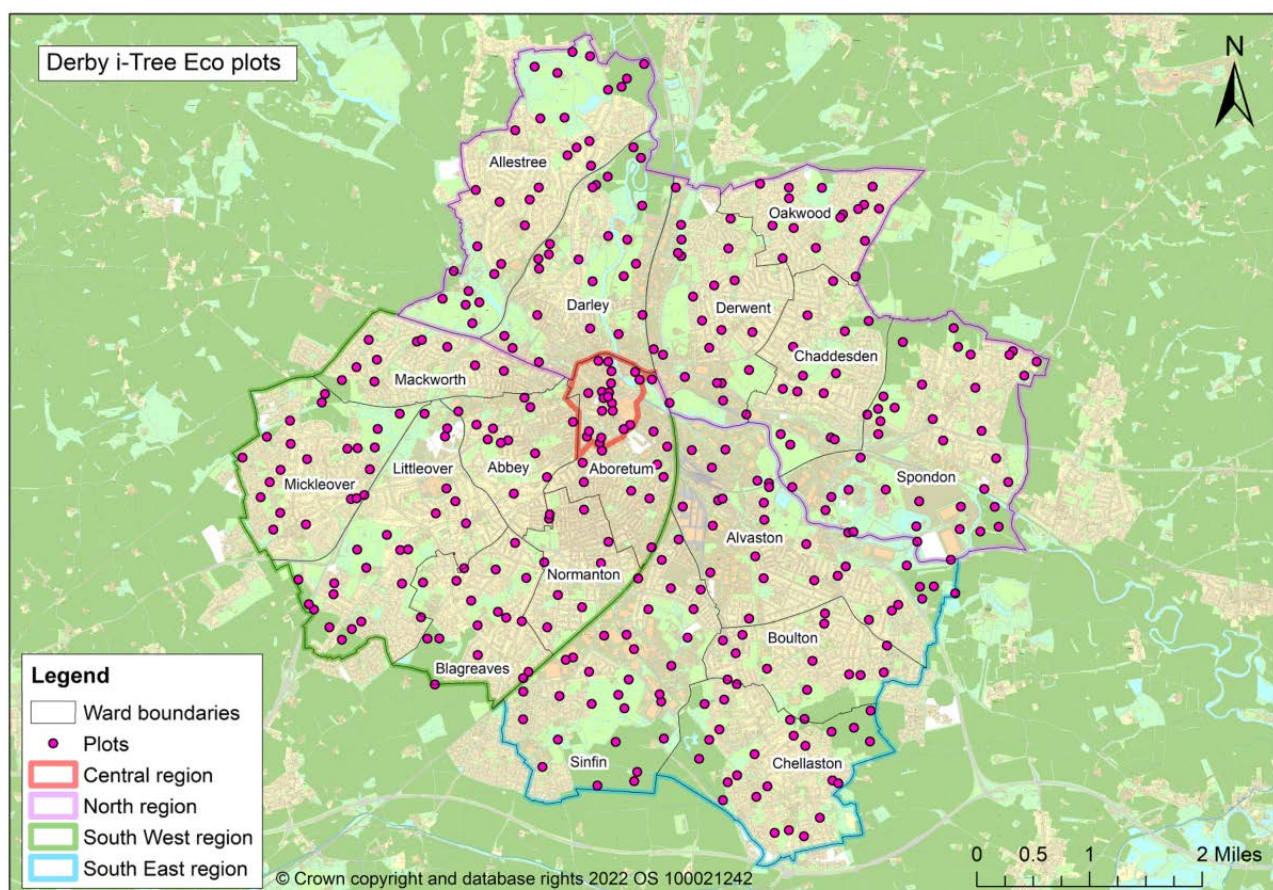 Derby i-Tree Eco plots
N
Allestree
Oakwood
Darley
Derwent
Chaddesden
Mackworth
Mickleover
Littleover
Abbey
Aboretum
Spondon
Alvaston
Normanton
Boulton
Blagreaves
Sinfin
Chellaston
Legend
Ward boundaries
Plots
Central region
North region
South West region
South East region
0 0.5 1 2 Miles
© Crown copyright and database rights 2022 OS 100021242